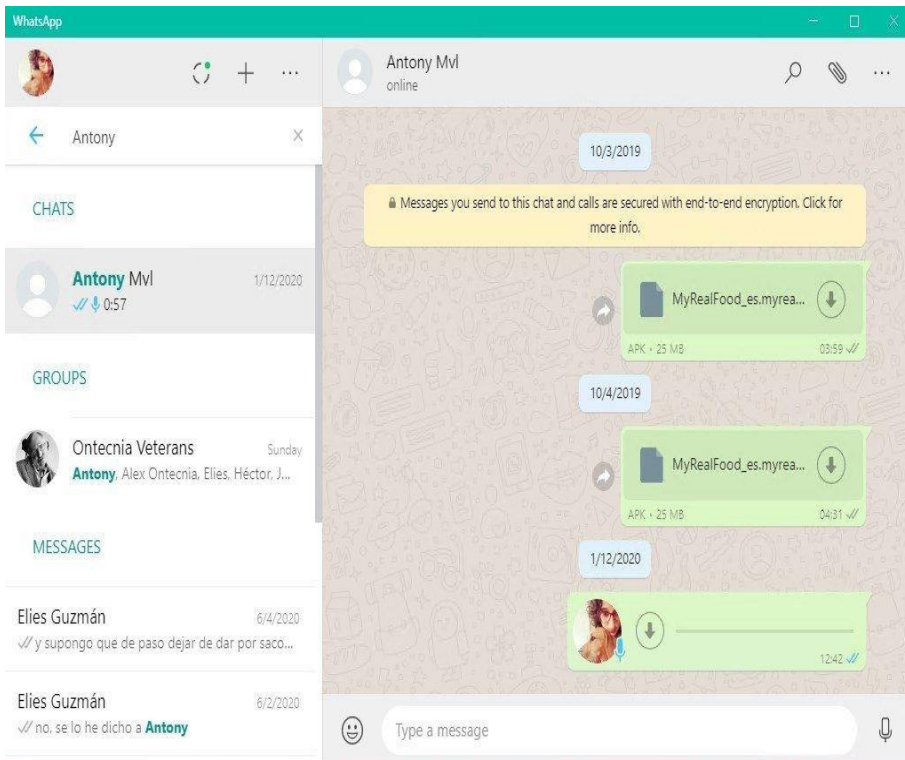 WhatsApp
Antony
CHATS
Antony Mvl
1/12/2020
0:57
GROUPS
Ontecnia Veterans
Sunday
Antony, Alex Ontecnia, Elies, Héctor, J...
MESSAGES
Elies Guzmán
6/4/2020
y supongo que de paso dejar de dar por saco...
Elies Guzmán
6/2/2020
no, se lo he dicho a Antony
Antony Mvl
online
10/3/2019
Messages you send to this chat and calls are secured with end-to-end encryption. Click for
more info.
MyRealFood_es.myrea...
APK • 25 MB
03:59
10/4/2019
MyRealFood_es.myrea...
APK • 25 MB
04:31
1/12/2020
12:42
Type a message